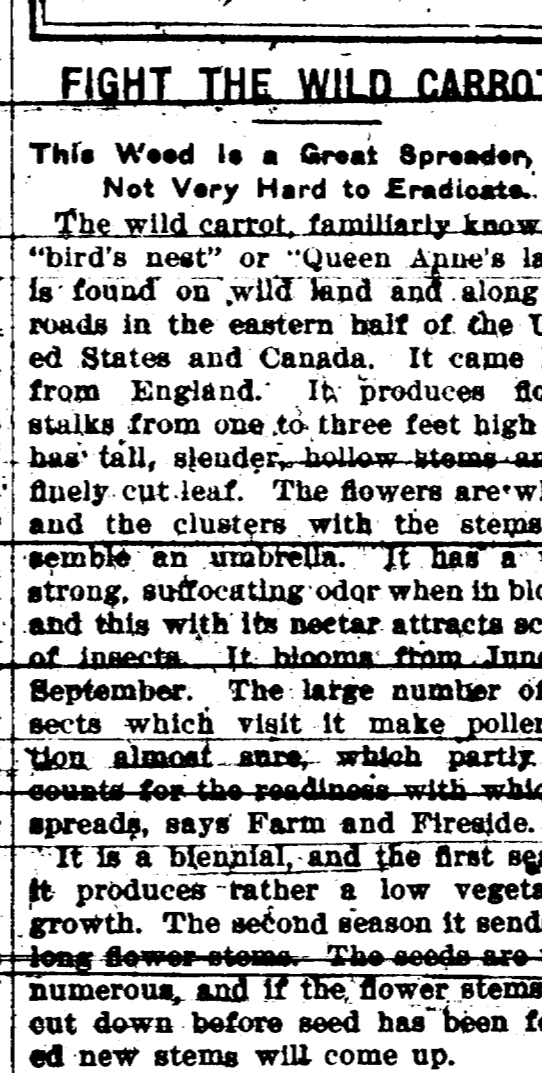 FIGHT THE WILD CARROT
This Weed Is a Great Spreader,
Not Very Hard to Eradicate.
The wild carrot, familiarly know
"bird's nest" or "Queen Anne's la
is found on wild land and along
roads in the eastern half of the U
ed States and Canada. It came
from England. It produces flo
stalks from one to three feet high
has tall, slender, hollow stems an
finely cut leaf. The flowers are wh
and the clusters with the stems
semble an umbrella. It has a v
strong, suffocating odor when in blo
and this with its nectar attracts sc
of insects. It blooms from June
September. The large number of
sects which visit it make pollen
tion almost sure, which partly
counts for the readiness with whic
spreads, says Farm and Fireside.
It is a biennial, and the first sea
it produces rather a low vegeta
growth. The second season it send
long flower stems. The seeds are v
numerous, and if the flower stems
cut down before seed has been fo
ed new stems will come up.